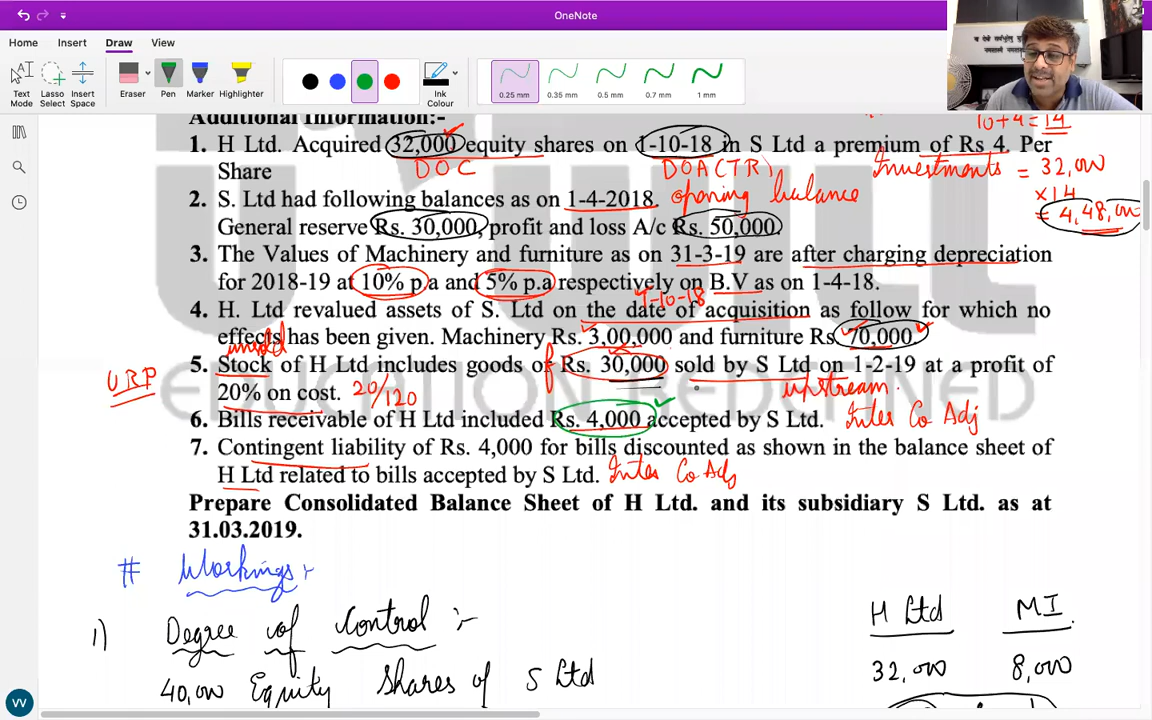 OneNote
Home Insert Draw View
Text Mode
Lasso Select
Insert Space
Eraser
Pen
Marker
Highlighter
Ink Colour
0.25 mm
0.35 mm
0.5 mm
0.7 mm
1 mm
Additional Information:-
10+4=14
1. H Ltd. Acquired 32,000 equity shares on 1-10-18 in S Ltd a premium of Rs 4. Per
Share
DOC
DOA (TR)
Investments = 32,000
×14
= 4,48,000
2. S. Ltd had following balances as on 1-4-2018. opening balance
General reserve Rs. 30,000, profit and loss A/c Rs. 50,000.
3. The Values of Machinery and furniture as on 31-3-19 are after charging depreciation
for 2018-19 at 10% p.a and 5% p.a respectively on B.V as on 1-4-18.
1-10-18
4. H. Ltd revalued assets of S. Ltd on the date of acquisition as follow for which no
effects has been given. Machinery Rs. 3,00,000 and furniture Rs 70,000.
unsold
5. Stock of H Ltd includes goods of Rs. 30,000 sold by S Ltd on 1-2-19 at a profit of
URP
20% on cost. 20/120
upstream.
6. Bills receivable of H Ltd included Rs. 4,000 accepted by S Ltd. Inter Co Adj
7. Contingent liability of Rs. 4,000 for bills discounted as shown in the balance sheet of
H Ltd related to bills accepted by S Ltd. Inter Co Adj
Prepare Consolidated Balance Sheet of H Ltd. and its subsidiary S Ltd. as at
31.03.2019.
# Workings:-
1) Degree of Control :-
H Ltd MI
40,000 Equity Shares of S Ltd 32,000 8,000
VV